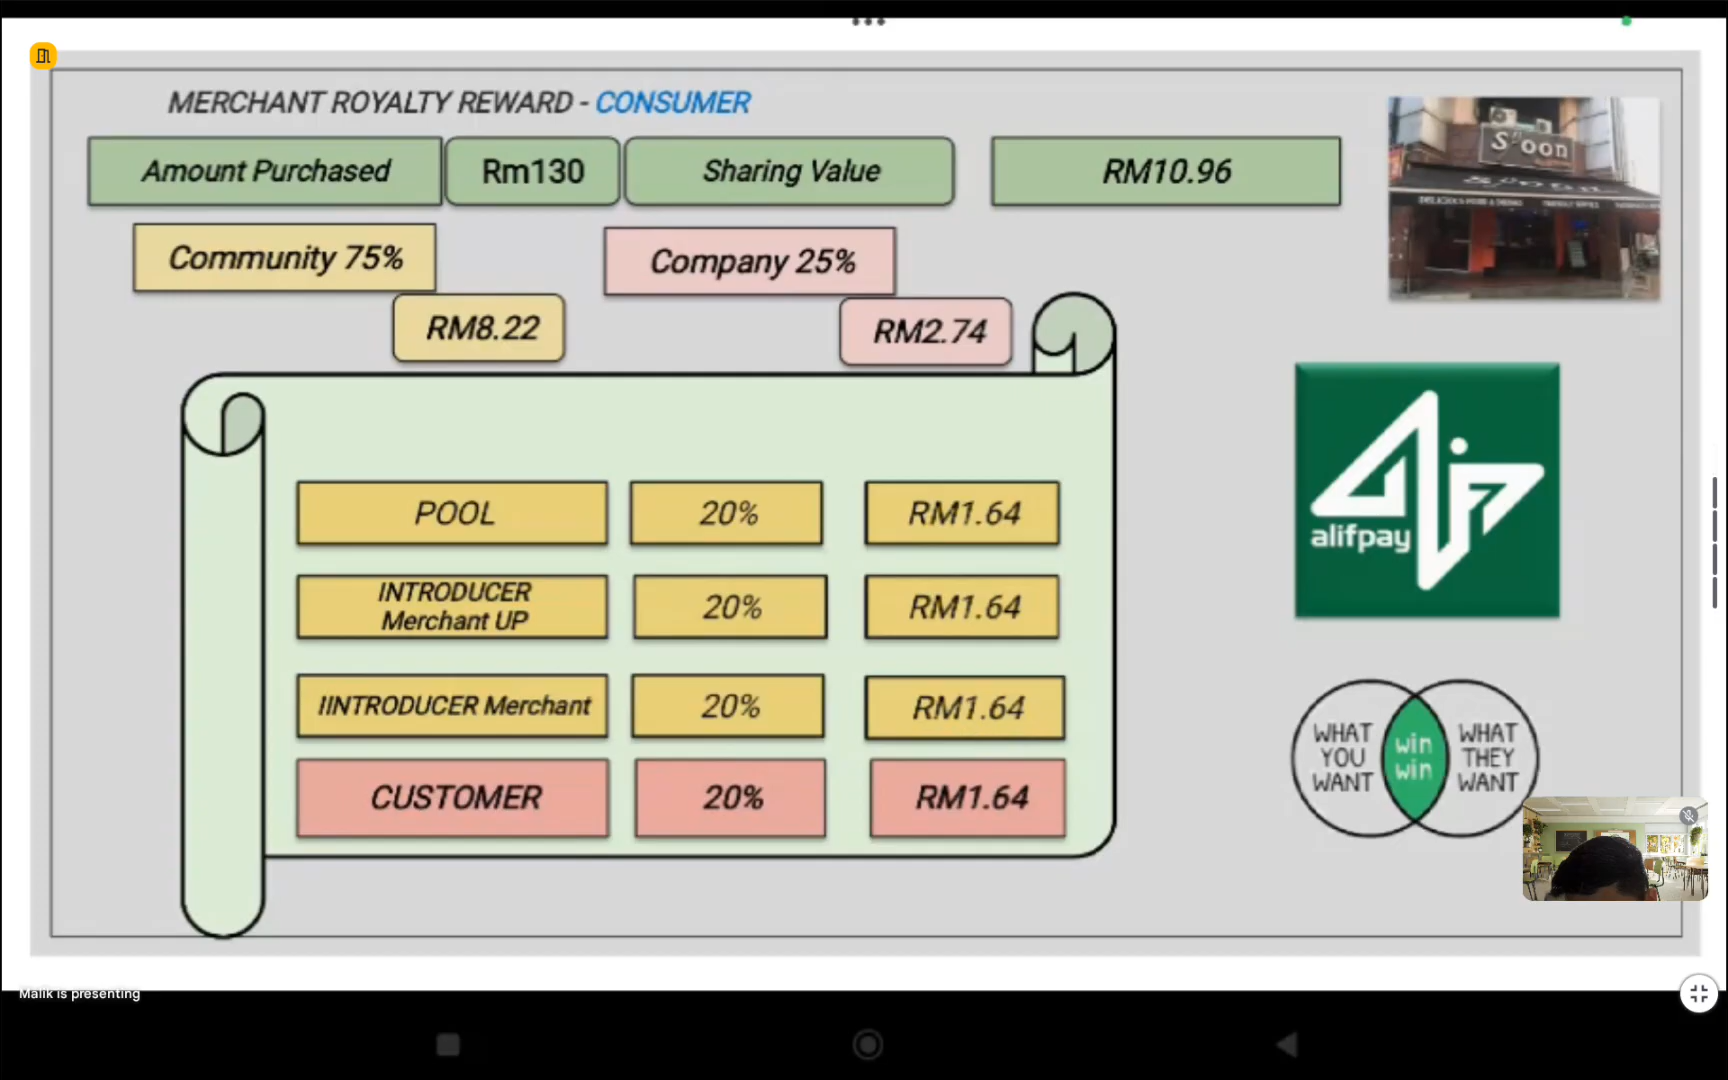 MERCHANT ROYALTY REWARD - CONSUMER
Amount Purchased
Rm130
Sharing Value
RM10.96
S'oon
Community 75%
Company 25%
RM8.22
RM2.74
POOL
20%
RM1.64
INTRODUCER
Merchant UP
20%
RM1.64
IINTRODUCER Merchant
20%
RM1.64
CUSTOMER
20%
RM1.64
alifpay
WHAT
YOU
WANT
win
win
WHAT
THEY
WANT
Malik is presenting